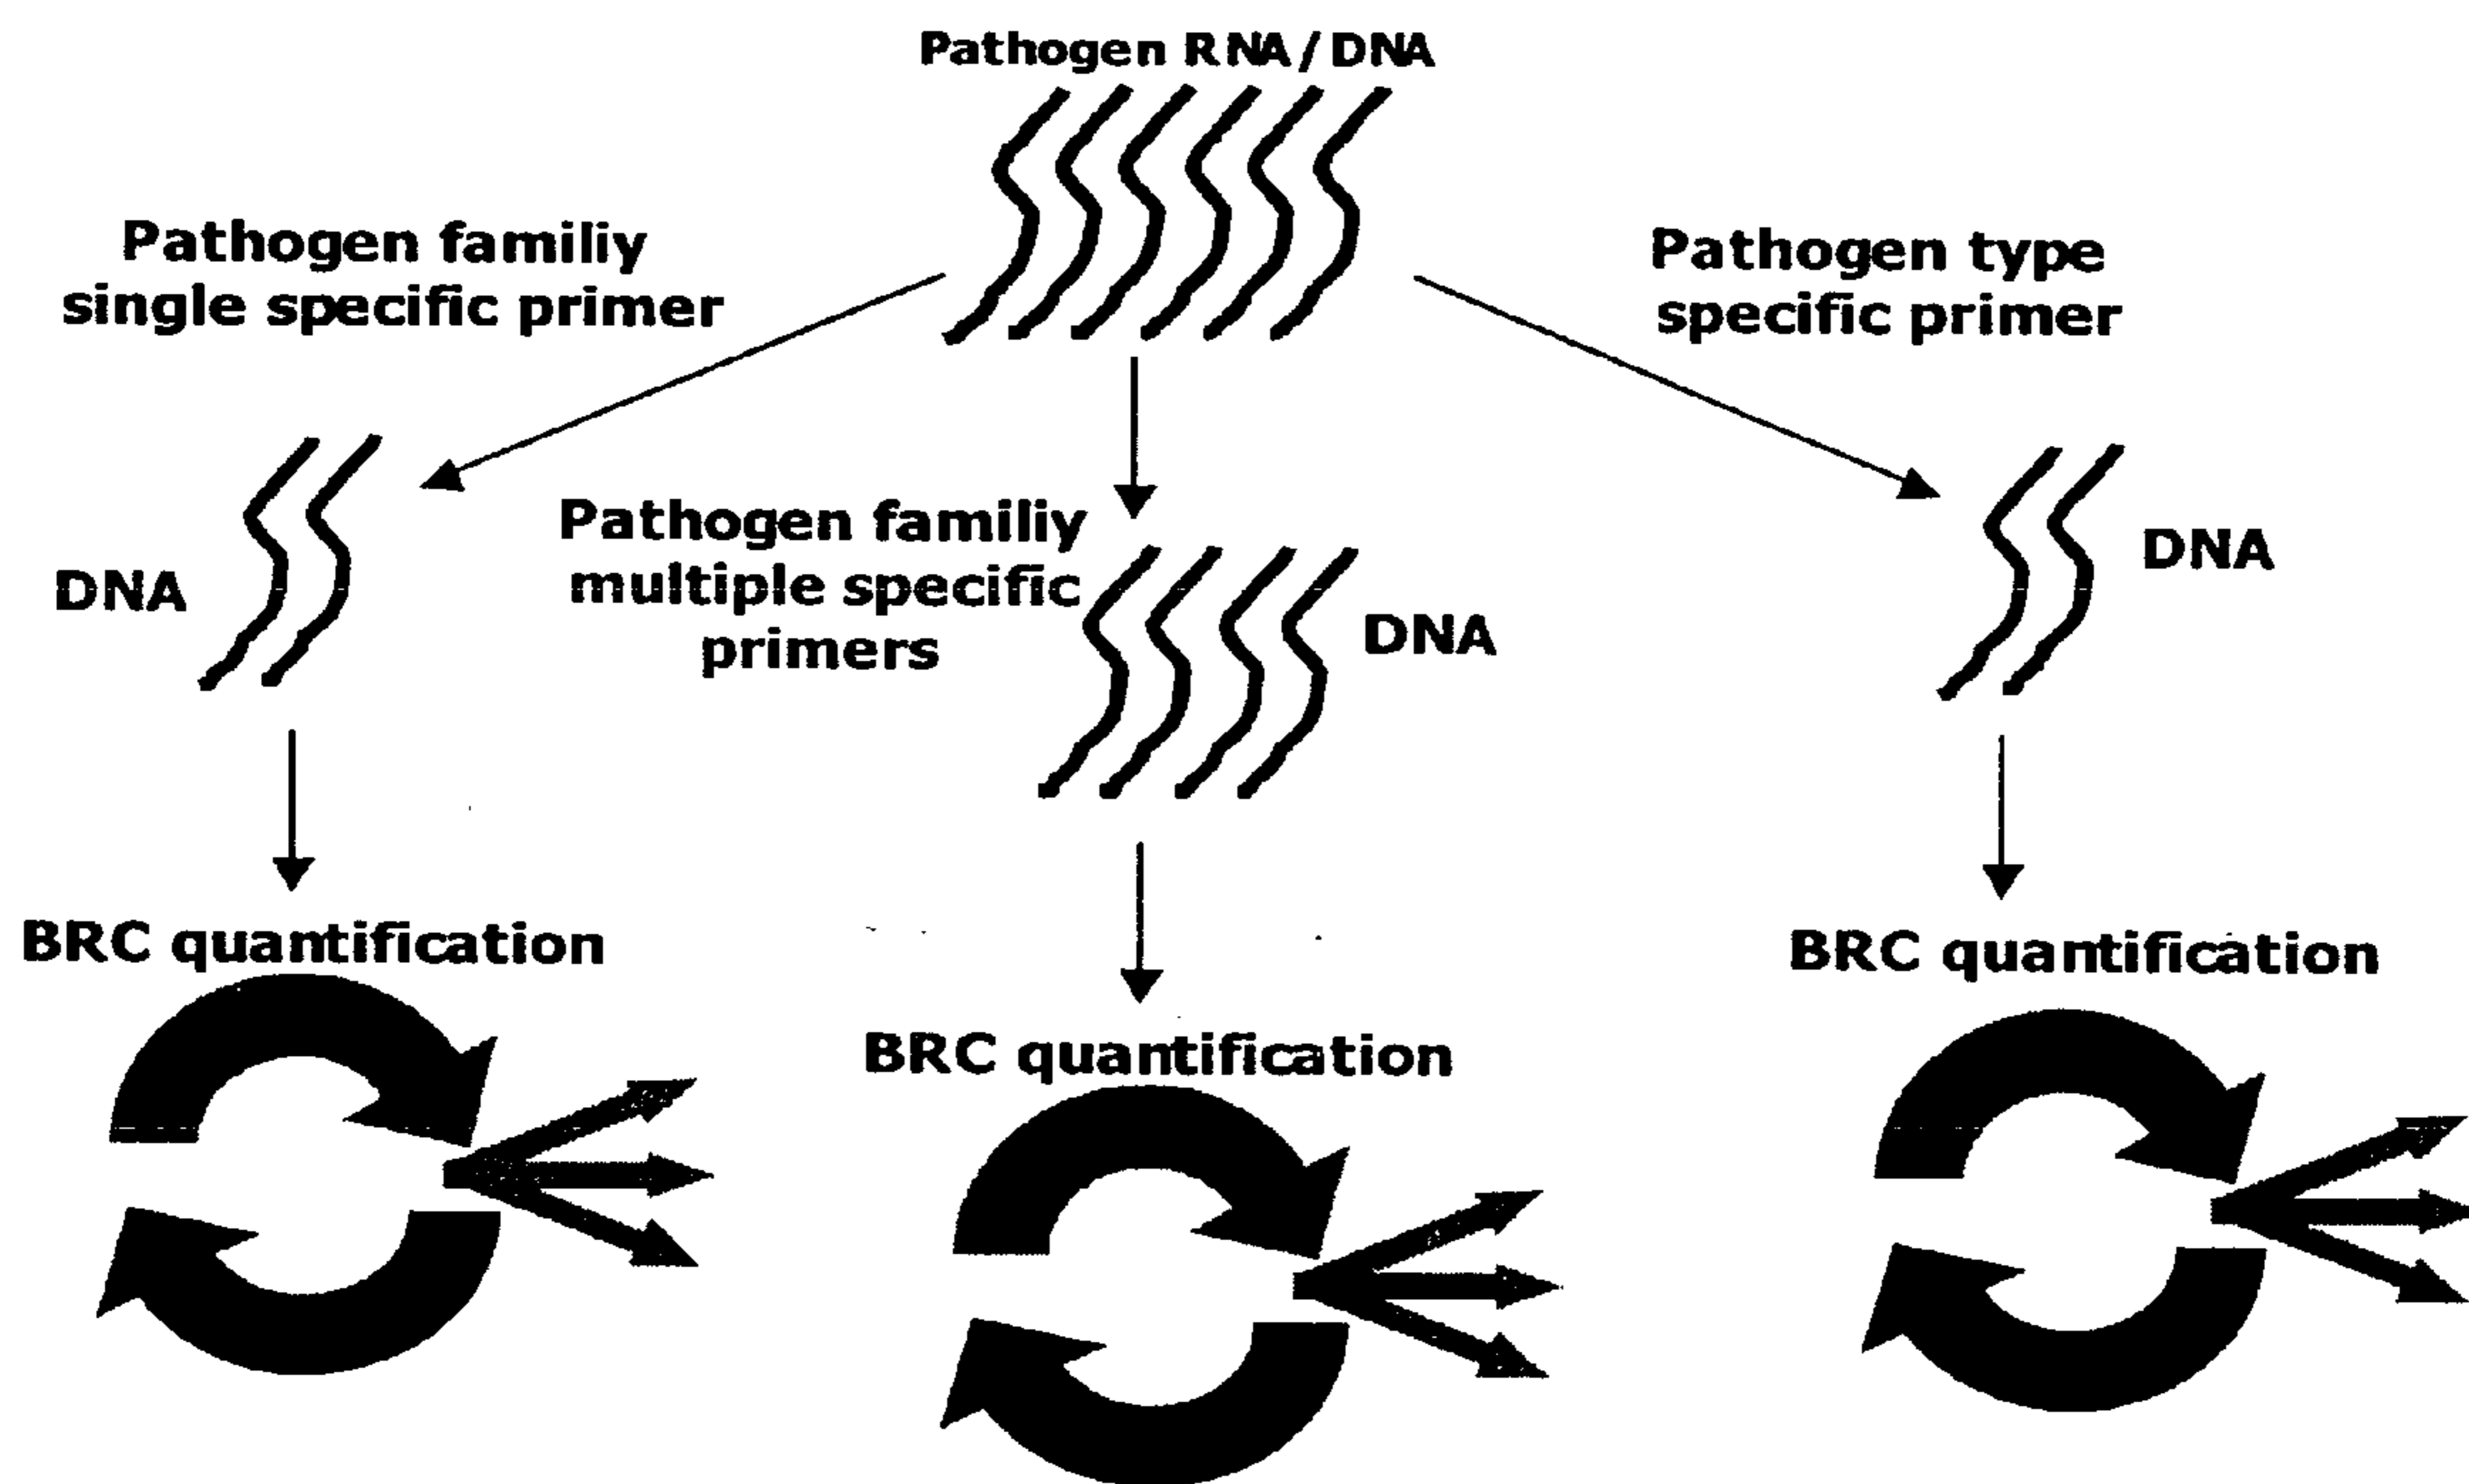 Pathogen RNA/DNA
Pathogen familiy
single specific primer
Pathogen type
specific primer
Pathogen familiy
multiple specific
primers
DNA
DNA
DNA
BRC quantification
BRC quantification
BRC quantification